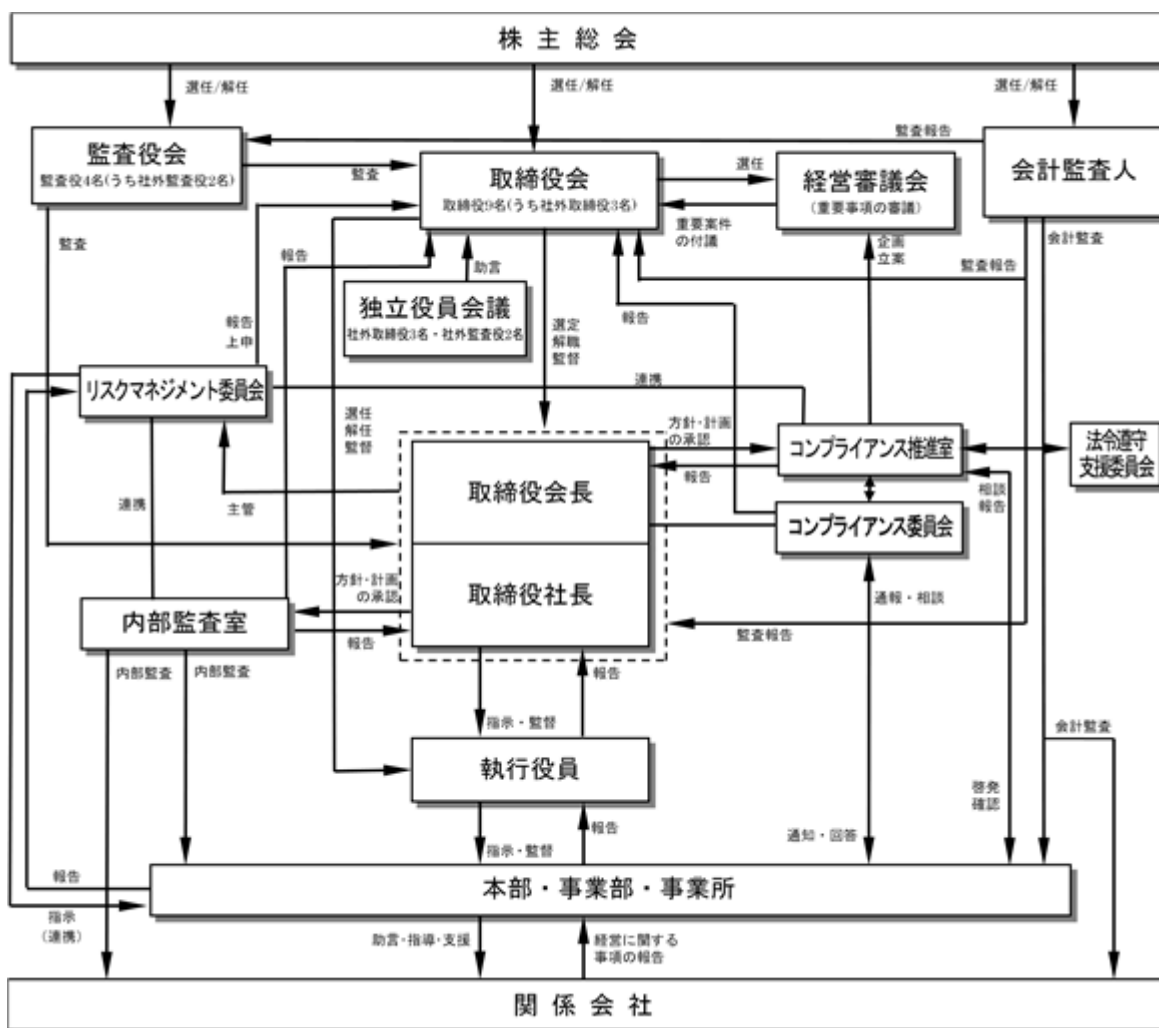 株主総会
選任/解任
選任/解任
選任/解任
監査役会
監査役4名(うち社外監査役2名)
監査
取締役会
取締役9名(うち社外取締役3名)
選任
経営審議会
(重要事項の審議)
監査報告
会計監査人
重要案件
の付議
企画
立案
会計監査
監査
報告
助言
監査報告
独立役員会議
社外取締役3名・社外監査役2名
報告
上申
選定
解職
監督
報告
リスクマネジメント委員会
連携
選任
解任
監督
方針・計画
の承認
コンプライアンス推進室
法令遵守
支援委員会
報告
相談
報告
連携
主管
取締役会長
コンプライアンス委員会
取締役社長
方針・計画
の承認
通報・相談
内部監査室
報告
監査報告
内部監査
内部監査
報告
指示・監督
会計監査
執行役員
啓発
確認
報告
指示・監督
通知・回答
報告
本部・事業部・事業所
指示
(連携)
助言・指導・支援
経営に関する
事項の報告
関係会社